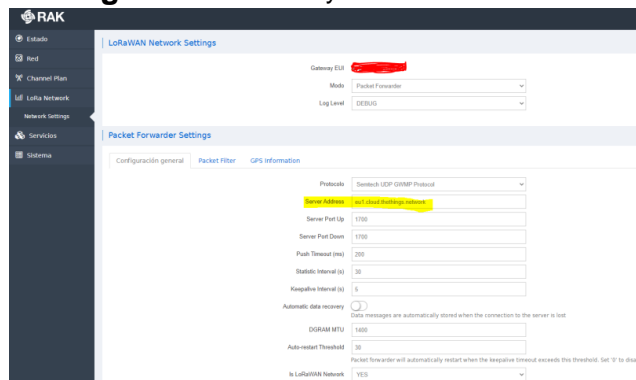 RAK
Estado
Red
Channel Plan
LoRa Network
Network Settings
Servicios
Sistema
LoRaWAN Network Settings
Gateway EUI
Modo Packet Forwarder
Log Level DEBUG
Packet Forwarder Settings
Configuración general Packet Filter GPS Information
Protocolo Semtech UDP GWMP Protocol
Server Address eu1.cloud.thethings.network
Server Port Up 1700
Server Port Down 1700
Push Timeout (ms) 200
Statistic Interval (s) 30
Keepalive Interval (s) 5
Automatic data recovery
Data messages are automatically stored when the connection to the server is lost
DGRAM MTU 1400
Auto-restart Threshold 30
Packet forwarder will automatically restart when the keepalive timeout exceeds this threshold. Set '0' to
Is LoRaWAN Network YES